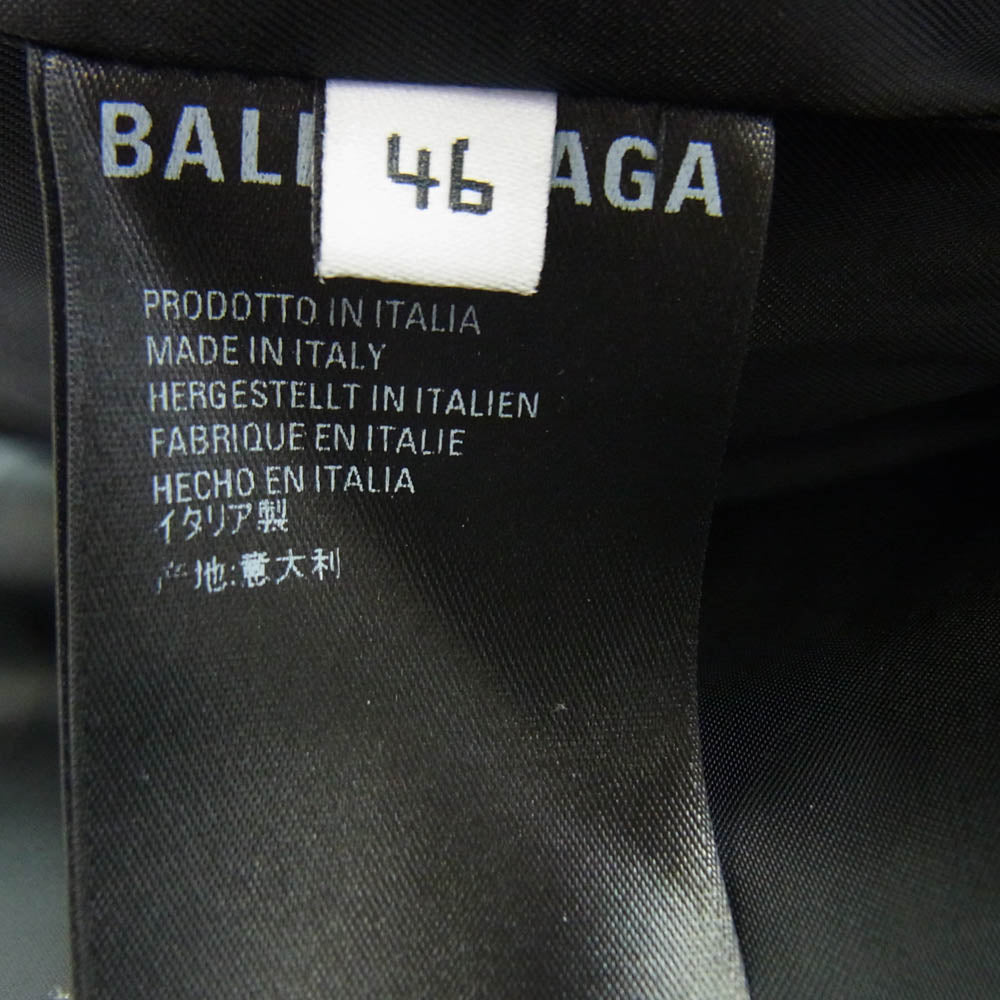 BAL AGA
46
PRODOTTO IN ITALIA
MADE IN ITALY
HERGESTELLT IN ITALIEN
FABRIQUE EN ITALIE
HECHO EN ITALIA
イタリア製
产地:意大利